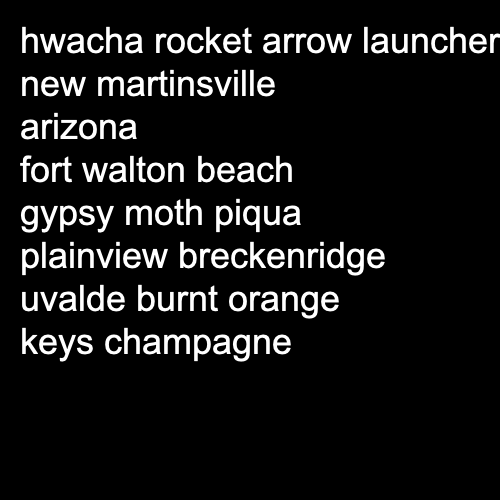 hwacha rocket arrow launcher
new martinsville
arizona
fort walton beach
gypsy moth piqua
plainview breckenridge
uvalde burnt orange
keys champagne